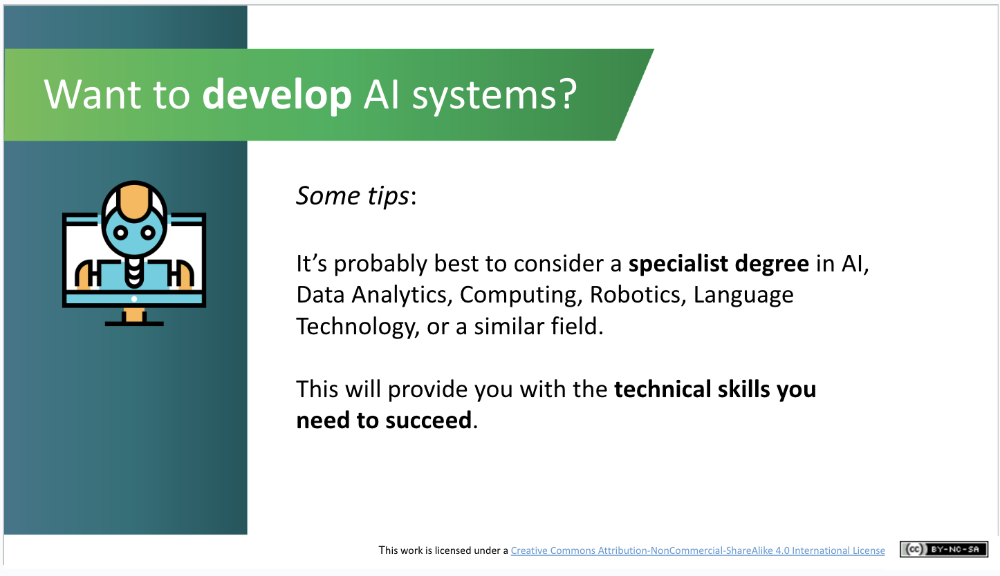 Want to develop AI systems?
Some tips:
It’s probably best to consider a specialist degree in AI,
Data Analytics, Computing, Robotics, Language
Technology, or a similar field.
This will provide you with the technical skills you
need to succeed.
This work is licensed under a Creative Commons Attribution-NonCommercial-ShareAlike 4.0 International License
(cc) BY-NC-SA